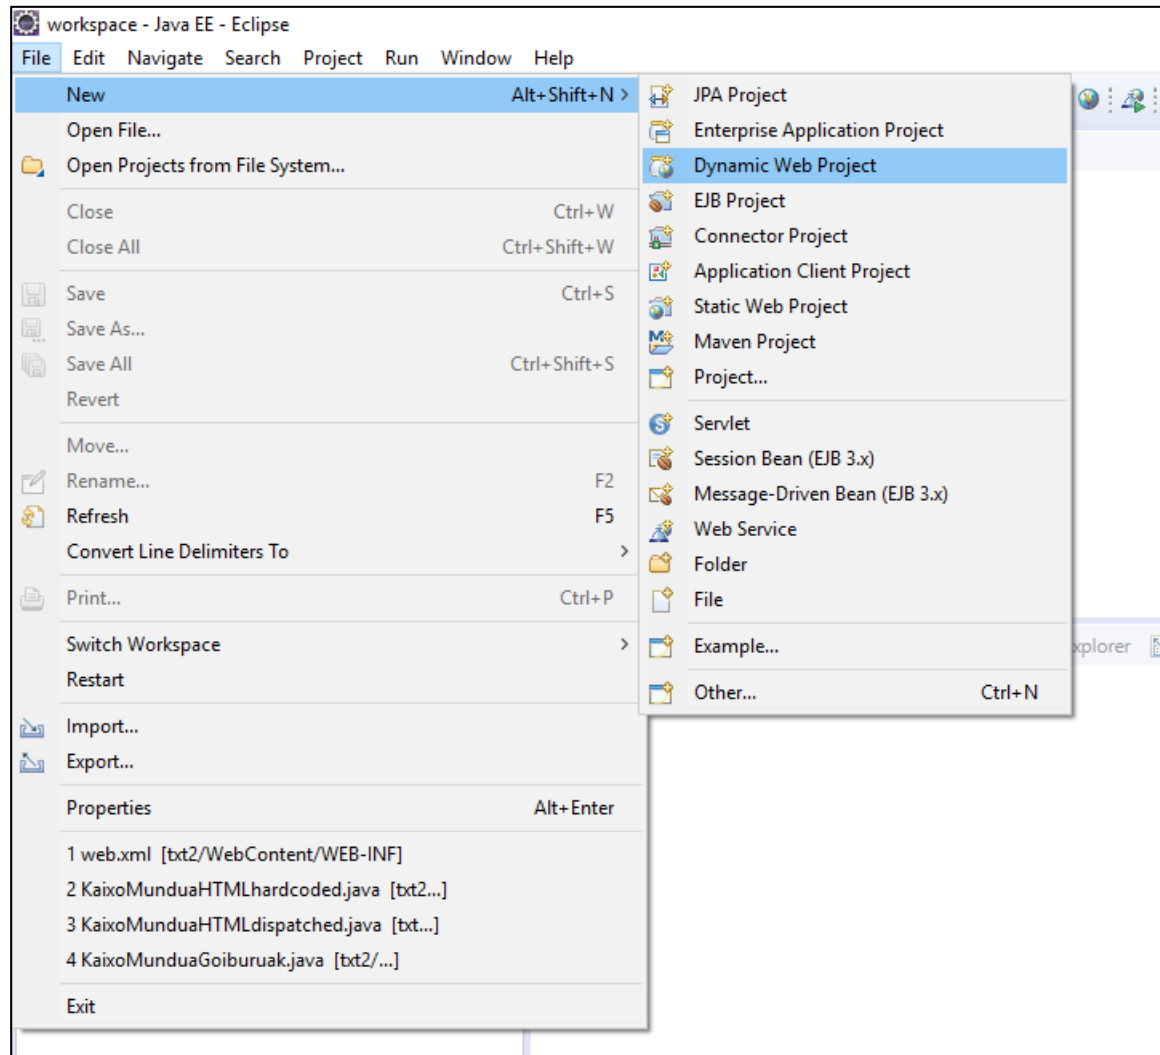 workspace - Java EE - Eclipse
File Edit Navigate Search Project Run Window Help
New Alt+Shift+N >
Open File...
Open Projects from File System...
Close Ctrl+W
Close All Ctrl+Shift+W
Save Ctrl+S
Save As...
Save All Ctrl+Shift+S
Revert
Move...
Rename... F2
Refresh F5
Convert Line Delimiters To >
Print... Ctrl+P
Switch Workspace >
Restart
Import...
Export...
Properties Alt+Enter
1 web.xml [txt2/WebContent/WEB-INF]
2 KaixoMunduaHTMLhardcoded.java [txt2...]
3 KaixoMunduaHTMLdispatched.java [txt...]
4 KaixoMunduaGoiburuak.java [txt2/...]
Exit
JPA Project
Enterprise Application Project
Dynamic Web Project
EJB Project
Connector Project
Application Client Project
Static Web Project
Maven Project
Project...
Servlet
Session Bean (EJB 3.x)
Message-Driven Bean (EJB 3.x)
Web Service
Folder
File
Example...
Other... Ctrl+N
xplorer